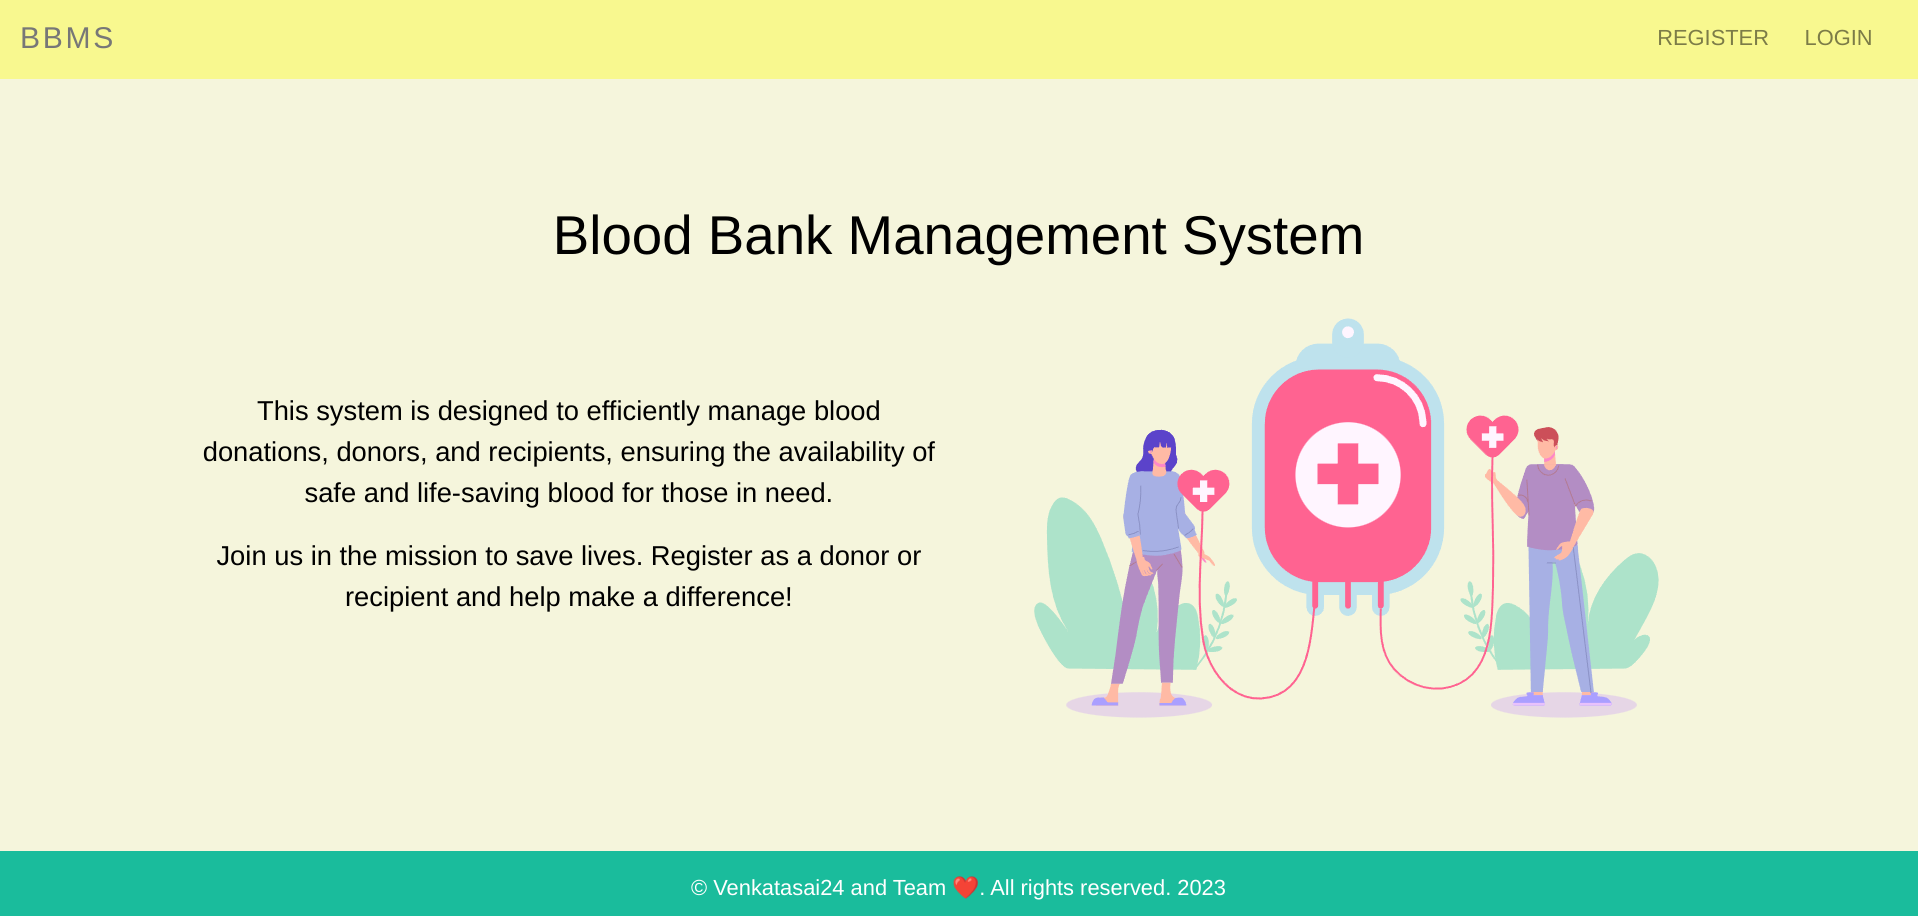 BBMS
REGISTER LOGIN
Blood Bank Management System
This system is designed to efficiently manage blood
donations, donors, and recipients, ensuring the availability of
safe and life-saving blood for those in need.
Join us in the mission to save lives. Register as a donor or
recipient and help make a difference!
© Venkatasai24 and Team ❤️. All rights reserved. 2023